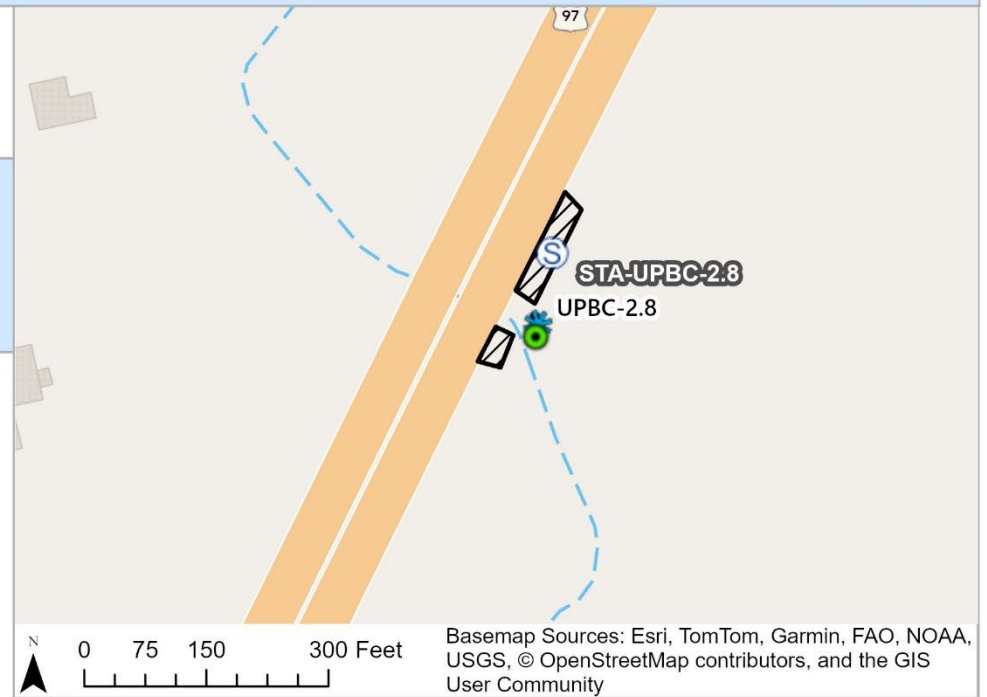 97
S
STA-UPBC-2.8
UPBC-2.8
N
0 75 150 300 Feet
Basemap Sources: Esri, TomTom, Garmin, FAO, NOAA,
USGS, © OpenStreetMap contributors, and the GIS
User Community